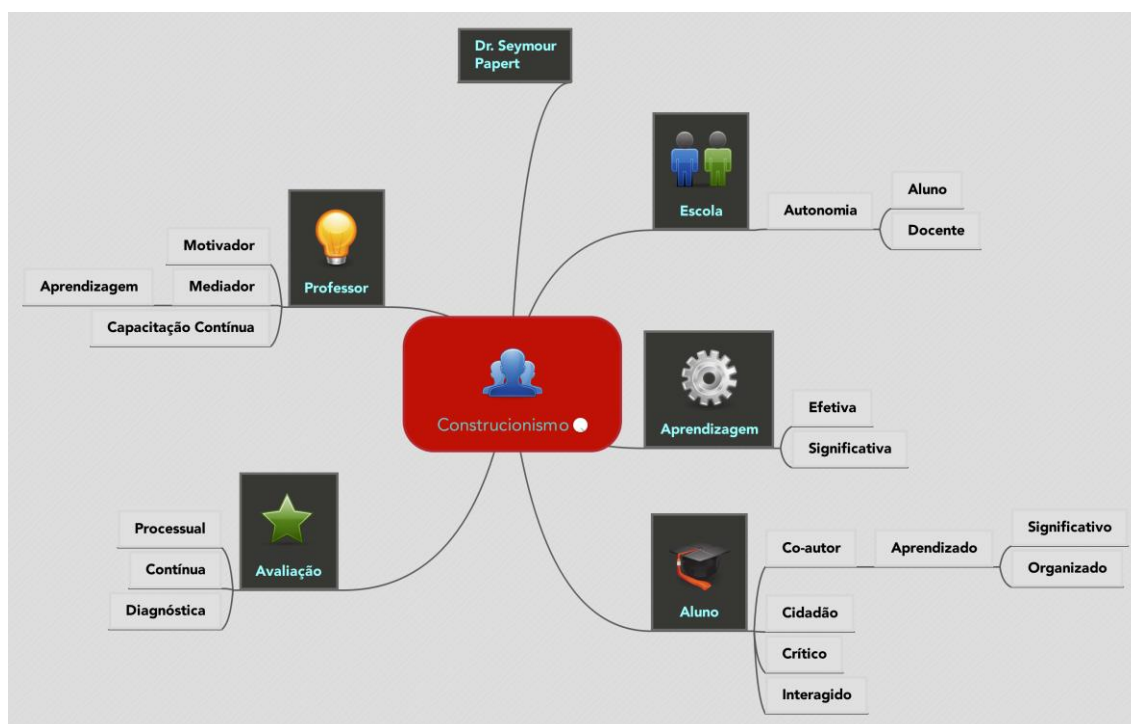 Dr. Seymour
Papert
Escola
Autonomia
Aluno
Docente
Professor
Motivador
Mediador
Aprendizagem
Capacitação Contínua
Construcionismo
Aprendizagem
Efetiva
Significativa
Avaliação
Processual
Contínua
Diagnóstica
Aluno
Co-autor
Aprendizado
Significativo
Organizado
Cidadão
Crítico
Interagido